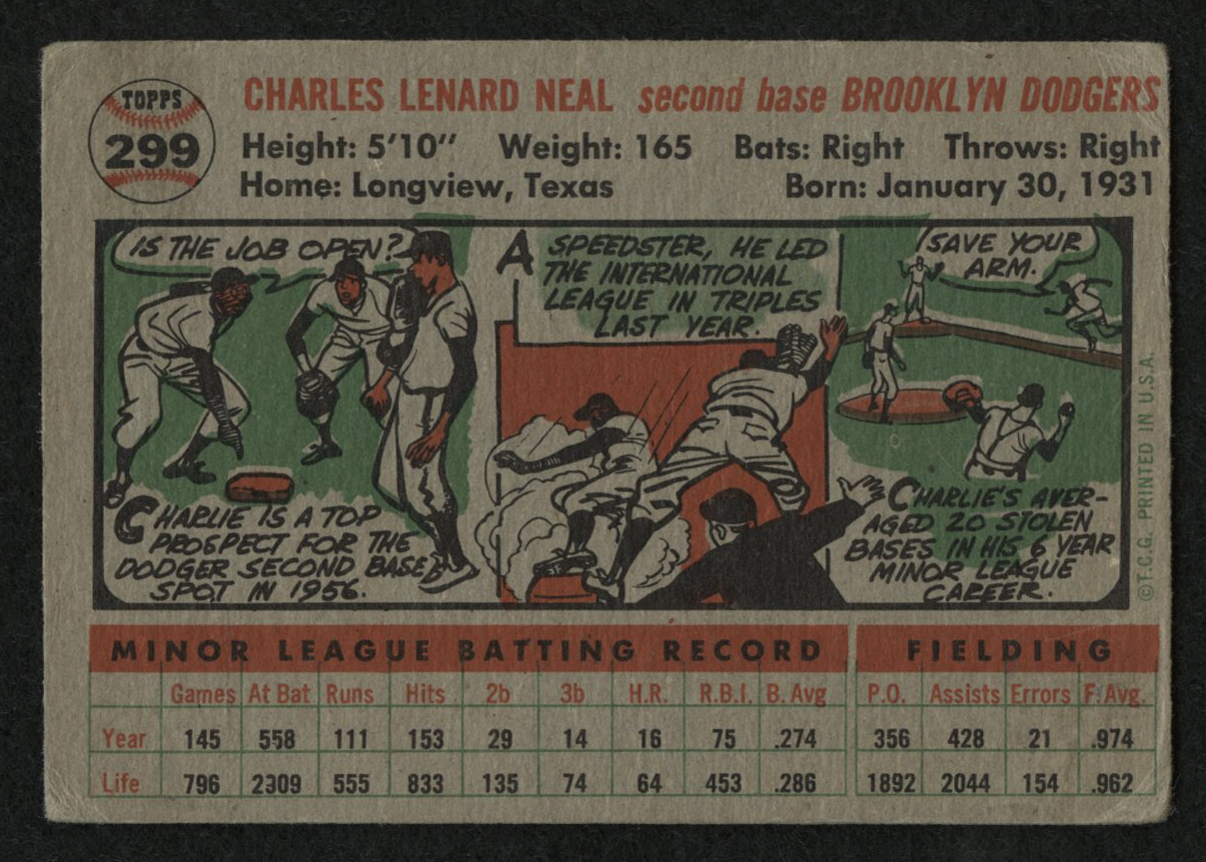 TOPPS
299
CHARLES LENARD NEAL second base BROOKLYN DODGERS
Height: 5'10" Weight: 165 Bats: Right Throws: Right
Home: Longview, Texas Born: January 30, 1931
IS THE JOB OPEN?
CHARLIE IS A TOP
PROSPECT FOR THE
DODGER SECOND BASE
SPOT IN 1956.
A SPEEDSTER, HE LED
THE INTERNATIONAL
LEAGUE IN TRIPLES
LAST YEAR.
SAVE YOUR
ARM.
CHARLIE'S AVER-
AGED 20 STOLEN
BASES IN HIS 6 YEAR
MINOR LEAGUE
CAREER.
©T.C.G. PRINTED IN U.S.A.
MINOR LEAGUE BATTING RECORD FIELDING
Games At Bat Runs Hits 2b 3b H.R. R.B.I. B. Avg P.O. Assists Errors F. Avg.
Year 145 558 111 153 29 14 16 75 .274 356 428 21 .974
Life 796 2309 555 833 135 74 64 453 .286 1892 2044 154 .962